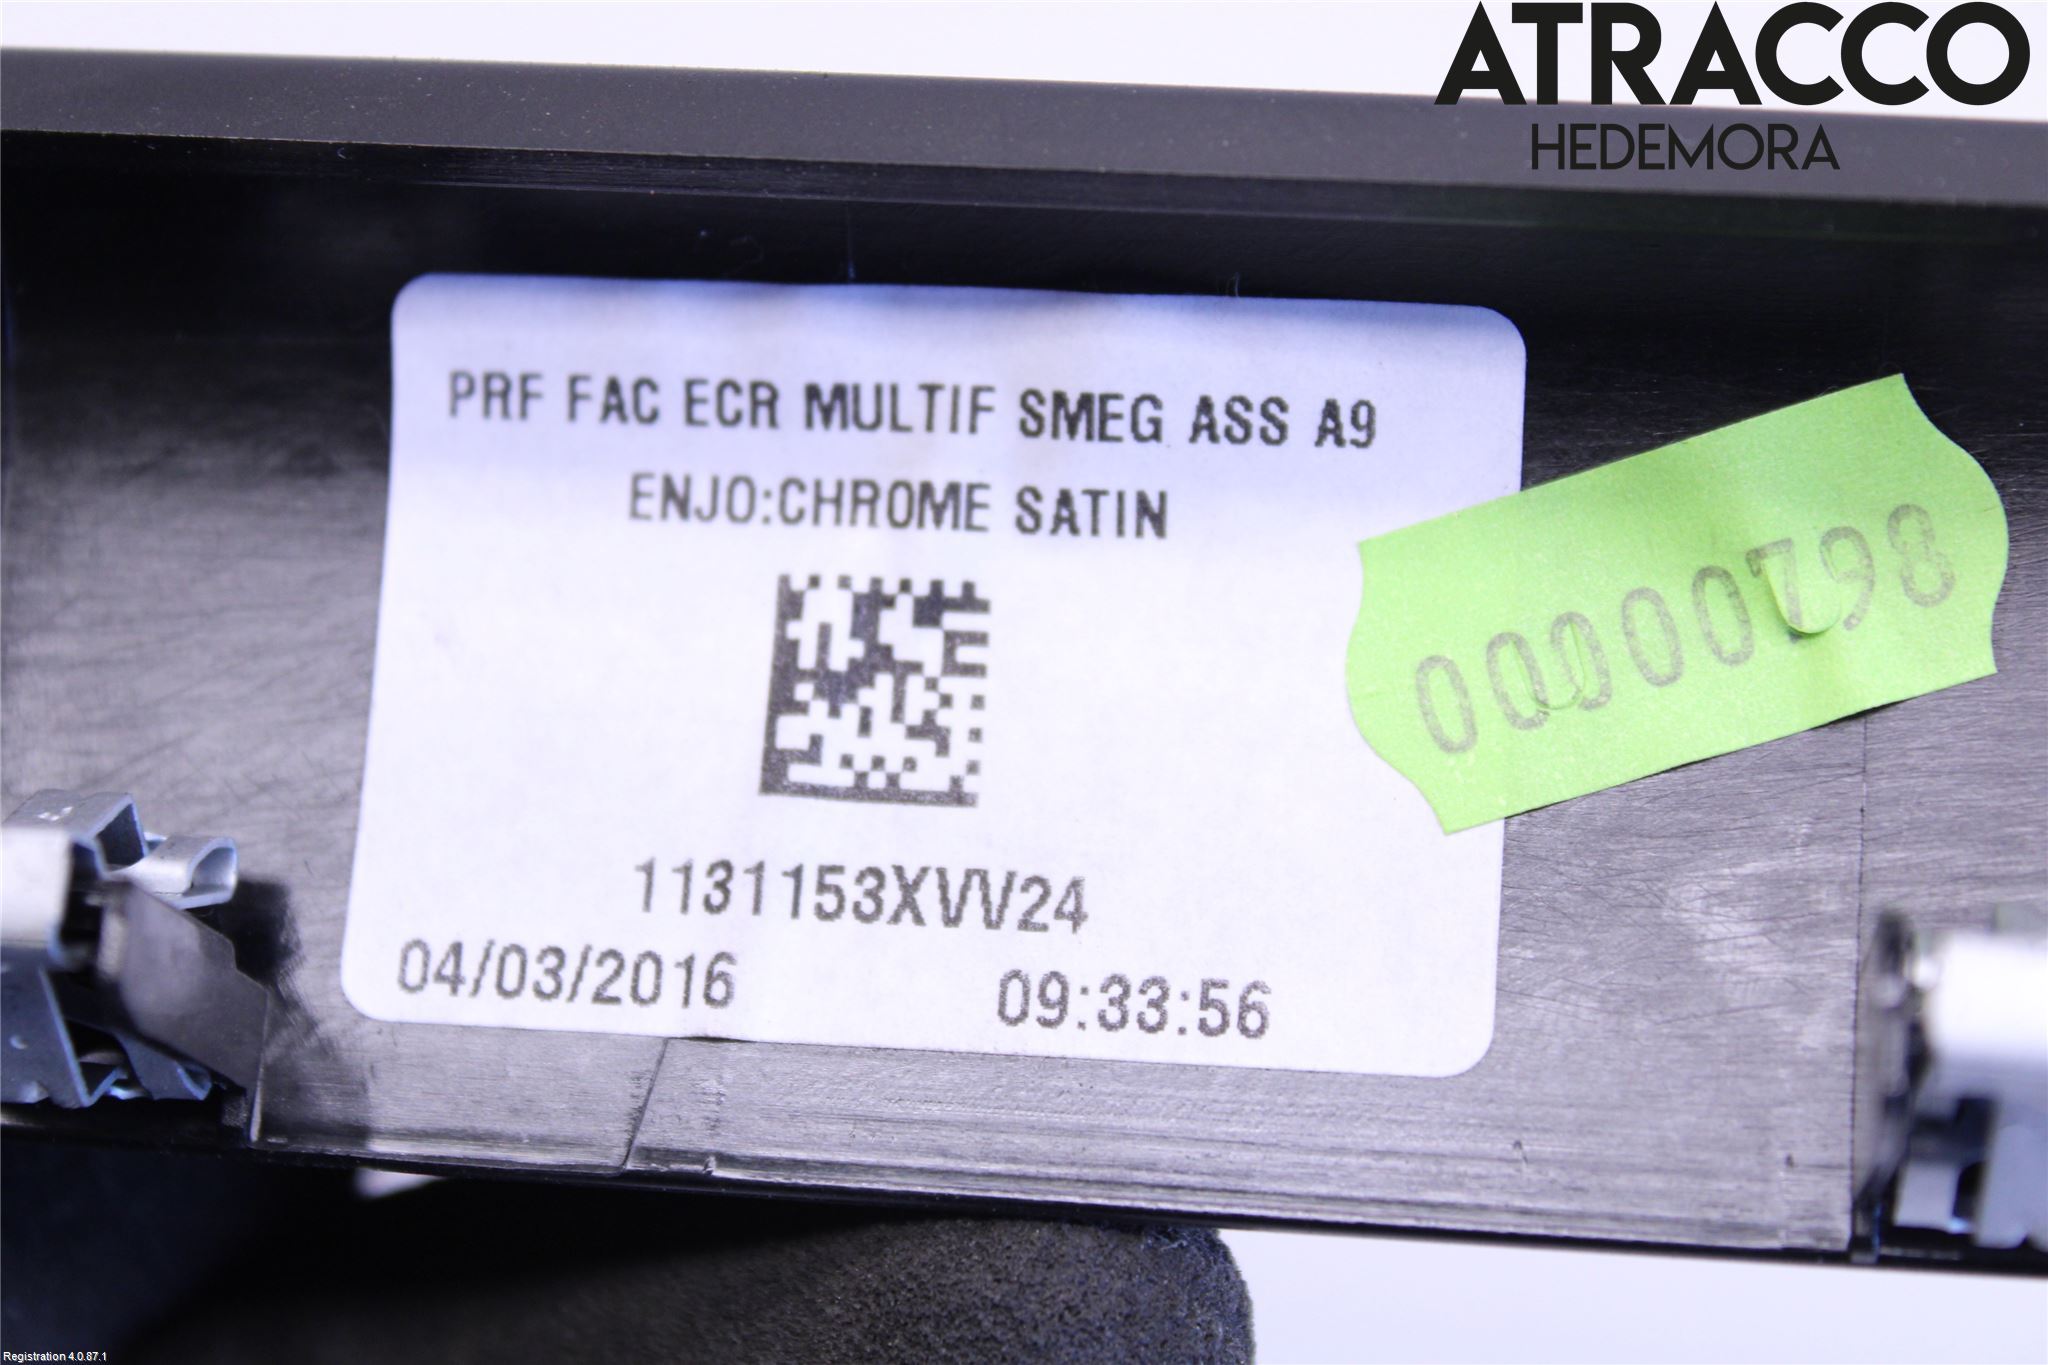 ATRACCO
HEDEMORA
PRF FAC ECR MULTIF SMEG ASS A9
ENJO:CHROME SATIN
00000798
1131153XVV24
04/03/2016 09:33:56
Registration 4.0.87.1